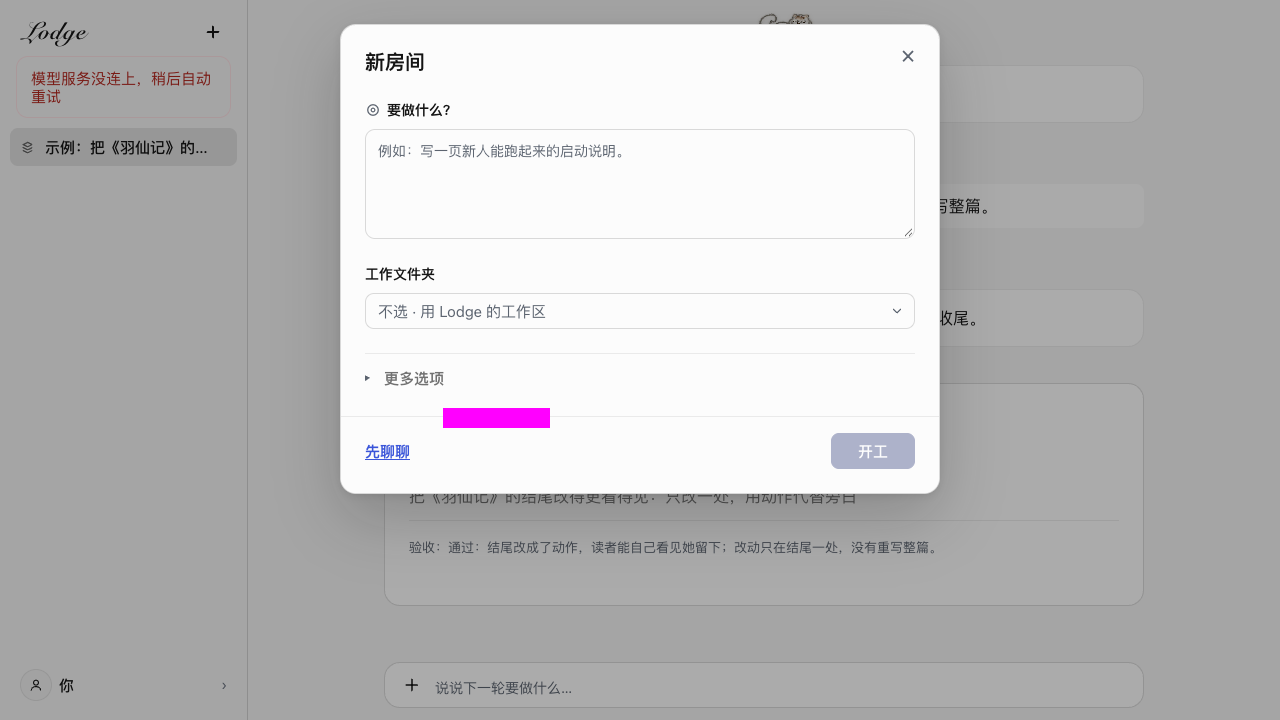 Lodge
模型服务没连上，稍后自动
重试
示例：把《羽仙记》的...
你
新房间
要做什么?
例如：写一页新人能跑起来的启动说明。
工作文件夹
不选 · 用 Lodge 的工作区
更多选项
先聊聊
开工
写整篇。
收尾。
把《羽仙记》的结尾改得更看得见：只改一处，用动作代替旁白
验收：通过：结尾改成了动作，读者能自己看见她留下；改动只在结尾一处，没有重写整篇。
说说下一轮要做什么...